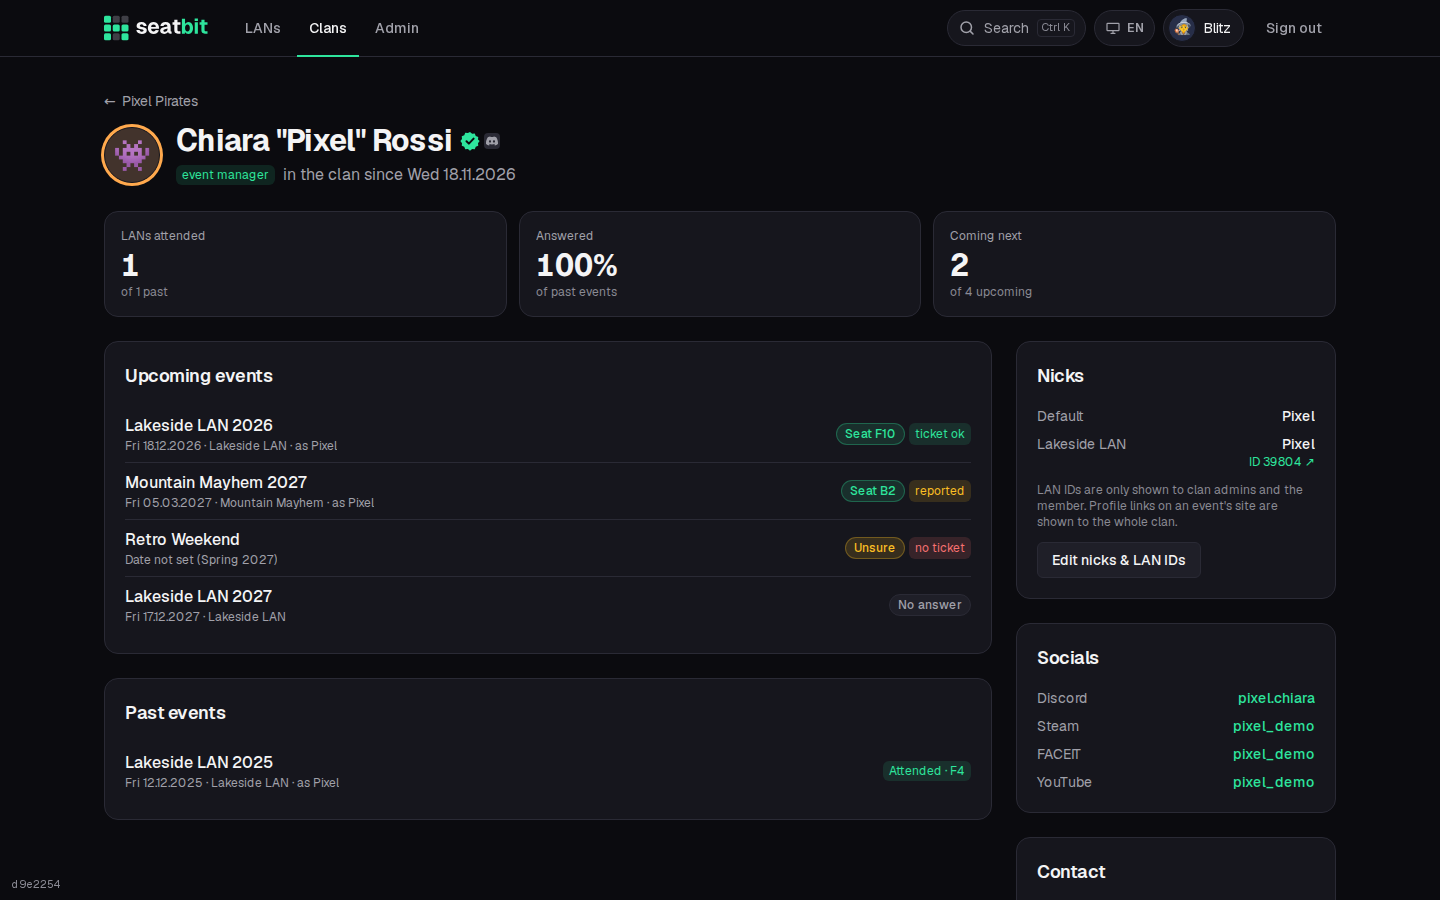 seatbit
LANs
Clans
Admin
Search Ctrl K
EN
Blitz
Sign out
← Pixel Pirates
Chiara "Pixel" Rossi
event manager in the clan since Wed 18.11.2026
LANs attended
1
of 1 past
Answered
100%
of past events
Coming next
2
of 4 upcoming
Upcoming events
Lakeside LAN 2026
Fri 18.12.2026 · Lakeside LAN · as Pixel
Seat F10 ticket ok
Mountain Mayhem 2027
Fri 05.03.2027 · Mountain Mayhem · as Pixel
Seat B2 reported
Retro Weekend
Date not set (Spring 2027)
Unsure no ticket
Lakeside LAN 2027
Fri 17.12.2027 · Lakeside LAN
No answer
Past events
Lakeside LAN 2025
Fri 12.12.2025 · Lakeside LAN · as Pixel
Attended · F4
Nicks
Default Pixel
Lakeside LAN Pixel
ID 39804 ↗
LAN IDs are only shown to clan admins and the
member. Profile links on an event's site are
shown to the whole clan.
Edit nicks & LAN IDs
Socials
Discord pixel.chiara
Steam pixel_demo
FACEIT pixel_demo
YouTube pixel_demo
Contact
d9e2254